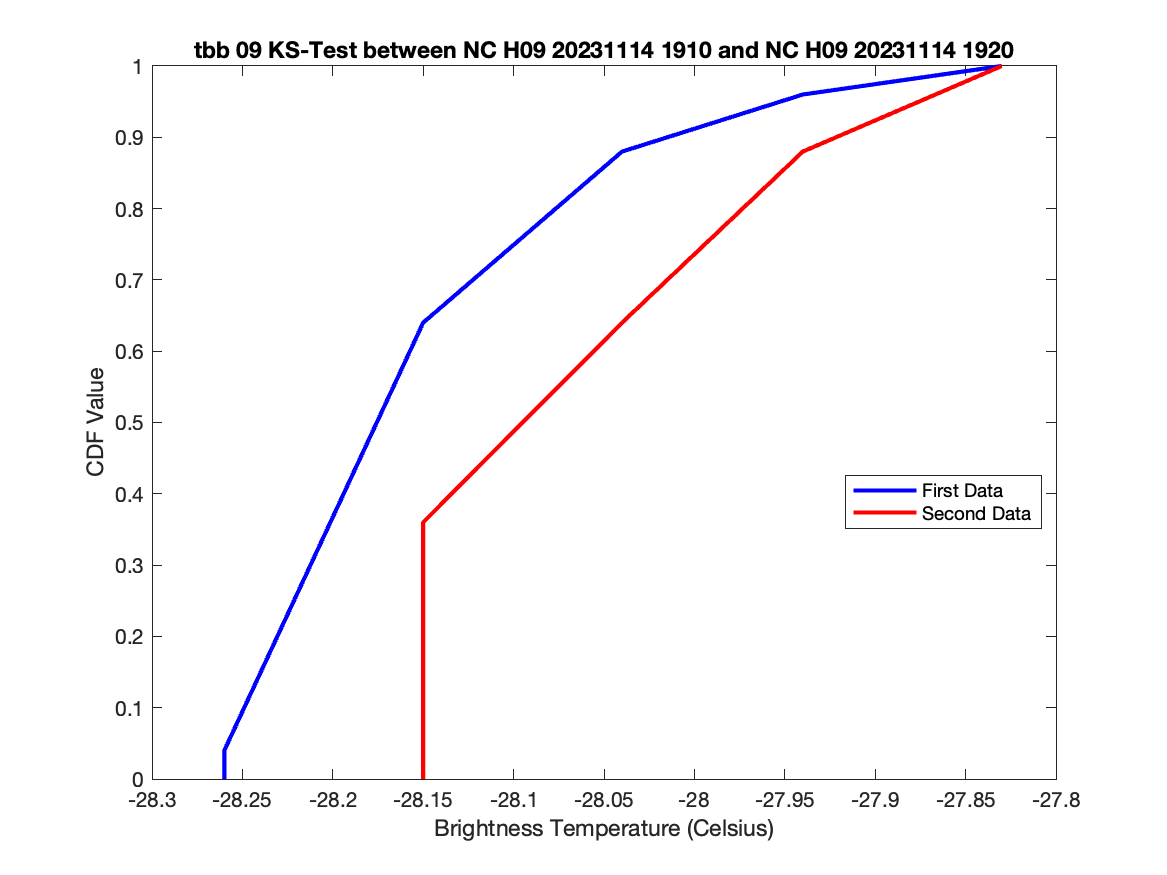 tbb 09 KS-Test between NC H09 20231114 1910 and NC H09 20231114 1920
1
0.9
0.8
0.7
0.6
0.5
0.4
0.3
0.2
0.1
0
CDF Value
First Data
Second Data
-28.3 -28.25 -28.2 -28.15 -28.1 -28.05 -28 -27.95 -27.9 -27.85 -27.8
Brightness Temperature (Celsius)